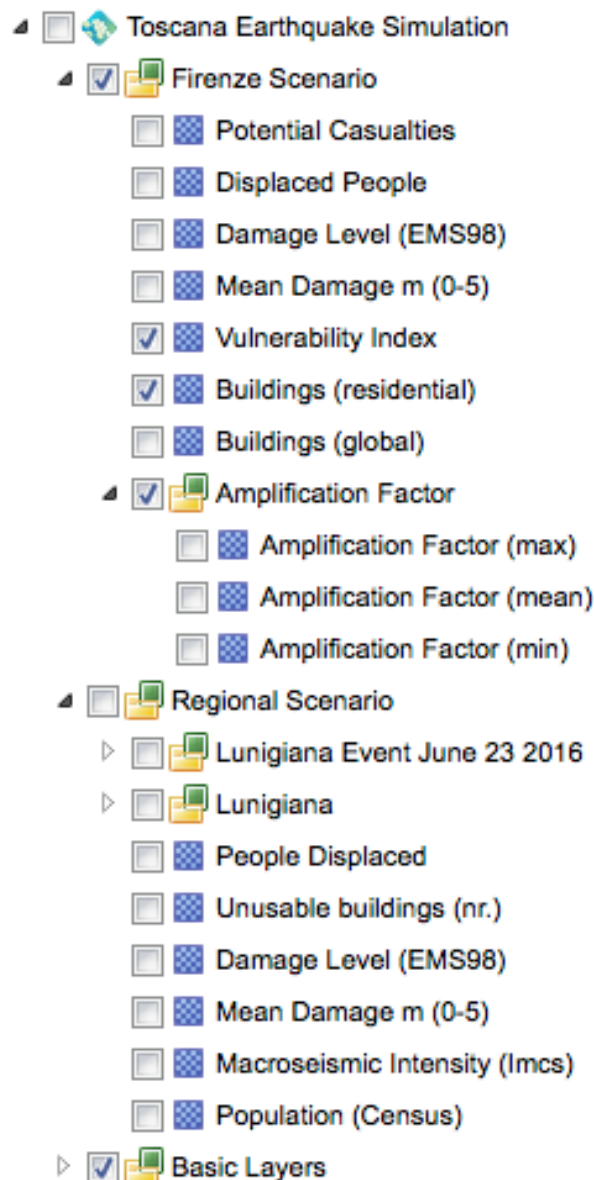 Toscana Earthquake Simulation
Firenze Scenario
Potential Casualties
Displaced People
Damage Level (EMS98)
Mean Damage m (0-5)
Vulnerability Index
Buildings (residential)
Buildings (global)
Amplification Factor
Amplification Factor (max)
Amplification Factor (mean)
Amplification Factor (min)
Regional Scenario
Lunigiana Event June 23 2016
Lunigiana
People Displaced
Unusable buildings (nr.)
Damage Level (EMS98)
Mean Damage m (0-5)
Macroseismic Intensity (Imcs)
Population (Census)
Basic Layers